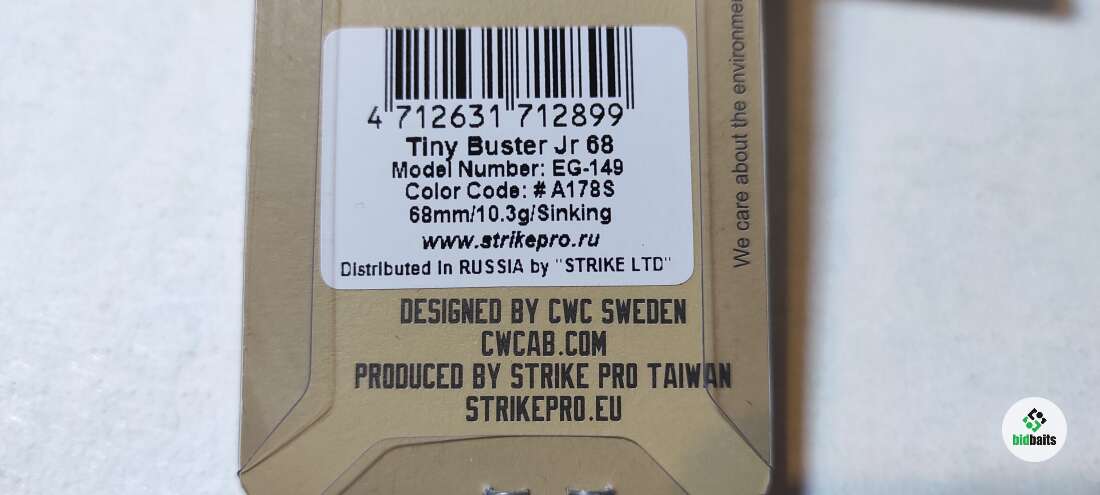 4 712631 712899
Tiny Buster Jr 68
Model Number: EG-149
Color Code: # A178S
68mm/10.3g/Sinking
www.strikepro.ru
Distributed In RUSSIA by "STRIKE LTD"
DESIGNED BY CWC SWEDEN
CWCAB.COM
PRODUCED BY STRIKE PRO TAIWAN
STRIKEPRO.EU
We care about the environme
bidbaits